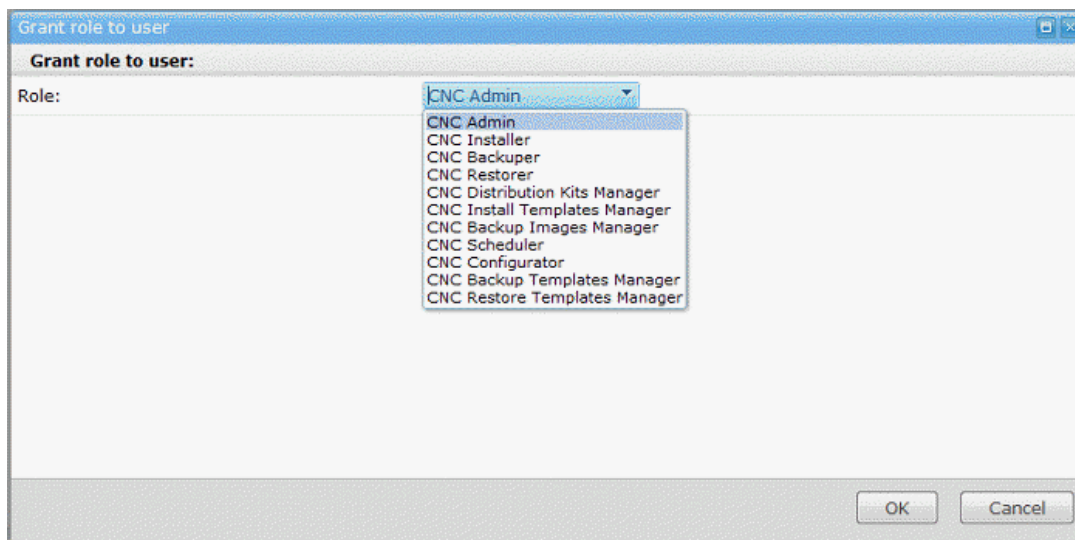 Grant role to user
Grant role to user:
Role:
CNC Admin
CNC Admin
CNC Installer
CNC Backuper
CNC Restorer
CNC Distribution Kits Manager
CNC Install Templates Manager
CNC Backup Images Manager
CNC Scheduler
CNC Configurator
CNC Backup Templates Manager
CNC Restore Templates Manager
OK
Cancel